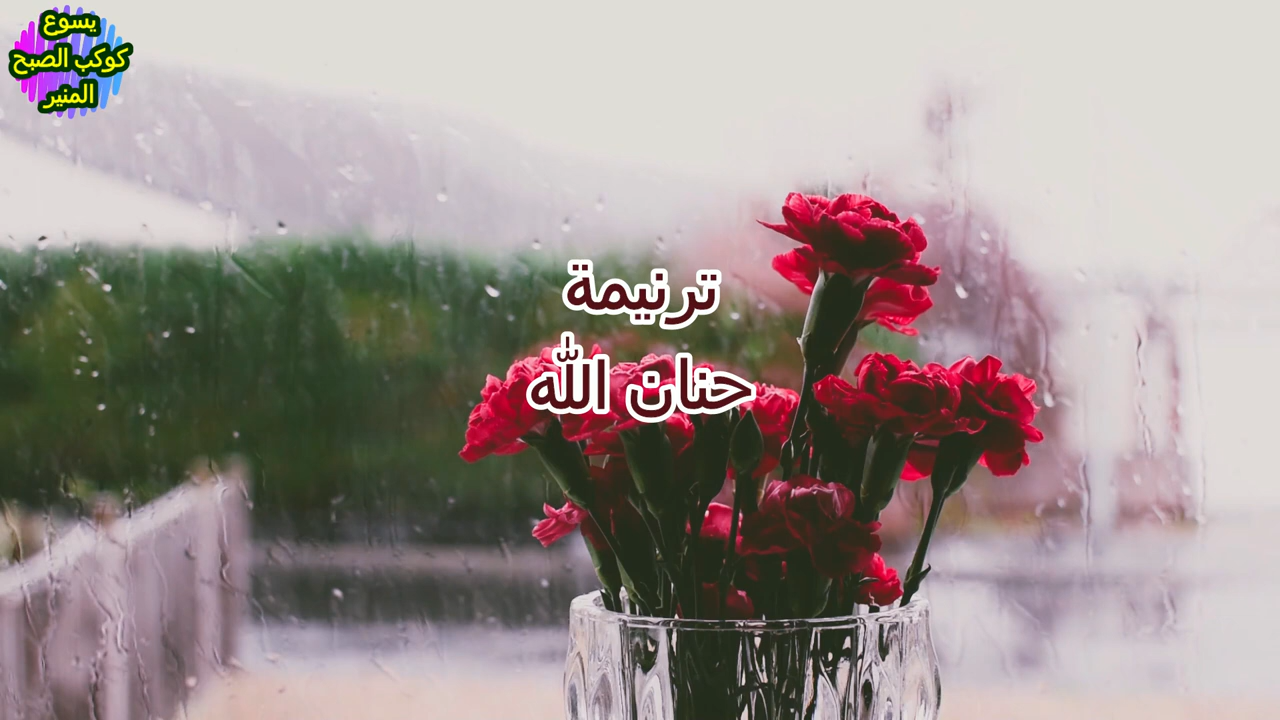 يسوع
كوكب الصبح
المنير
ترنيمة
حنان الله